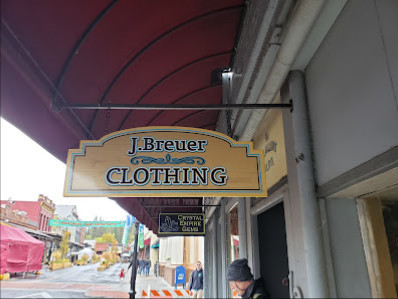 J.Breuer
CLOTHING
CRYSTAL
EMPIRE
GEMS